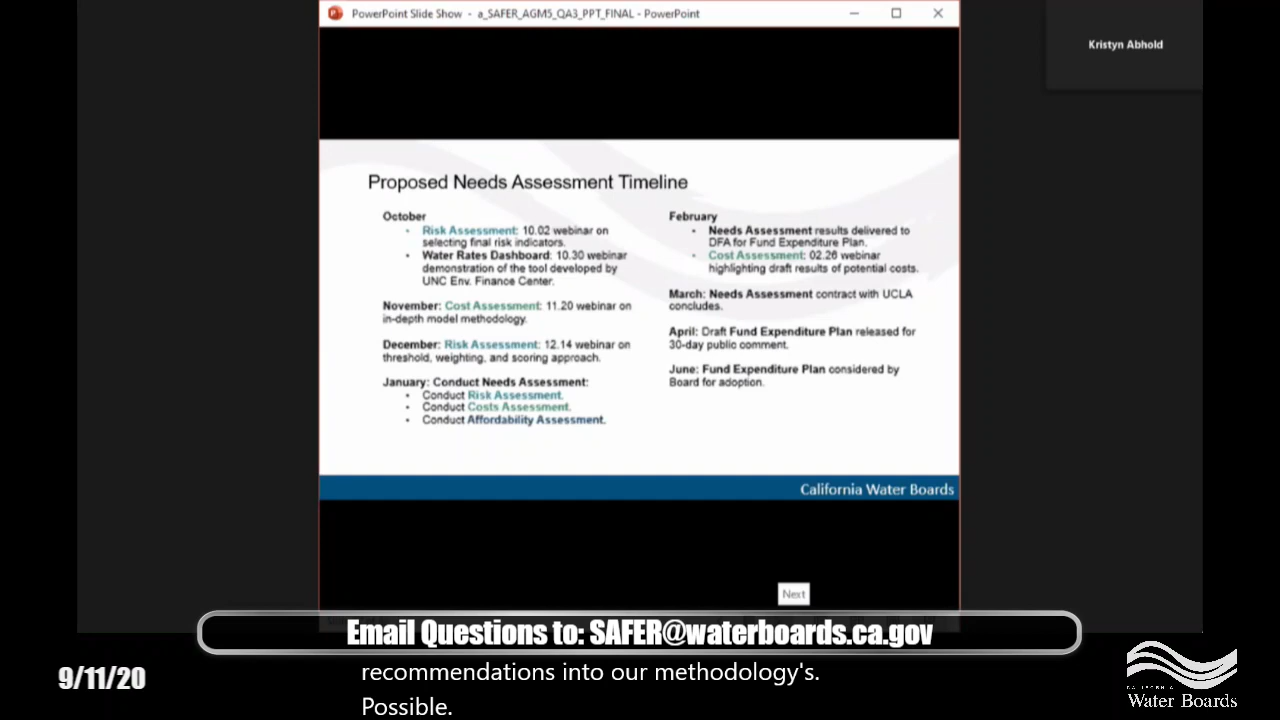 PowerPoint Slide Show - a_SAFER_AGM5_QA3_PPT_FINAL - PowerPoint
Kristyn Abhold
Proposed Needs Assessment Timeline
October
• Risk Assessment: 10.02 webinar on
selecting final risk indicators.
• Water Rates Dashboard: 10.30 webinar
demonstration of the tool developed by
UNC Env. Finance Center.
November: Cost Assessment: 11.20 webinar on
in-depth model methodology.
December: Risk Assessment: 12.14 webinar on
threshold, weighting, and scoring approach.
January: Conduct Needs Assessment:
• Conduct Risk Assessment.
• Conduct Costs Assessment.
• Conduct Affordability Assessment.
February
• Needs Assessment results delivered to
DFA for Fund Expenditure Plan.
• Cost Assessment: 02.26 webinar
highlighting draft results of potential costs.
March: Needs Assessment contract with UCLA
concludes.
April: Draft Fund Expenditure Plan released for
30-day public comment.
June: Fund Expenditure Plan considered by
Board for adoption.
California Water Boards
Next
Email Questions to: SAFER@waterboards.ca.gov
recommendations into our methodology's.
Possible.
9/11/20
CALIFORNIA
Water Boards